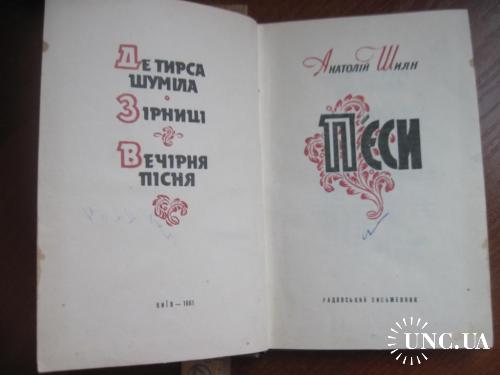 ДЕ ТИРСА
ШУМІЛА
ЗІРНИЦІ
ВЕЧІРНЯ
ПІСНЯ
КИЇВ — 1961
АНАТОЛІЙ ШИЯН
П'ЄСИ
РАДЯНСЬКИЙ ПИСЬМЕННИК
UNC.UA